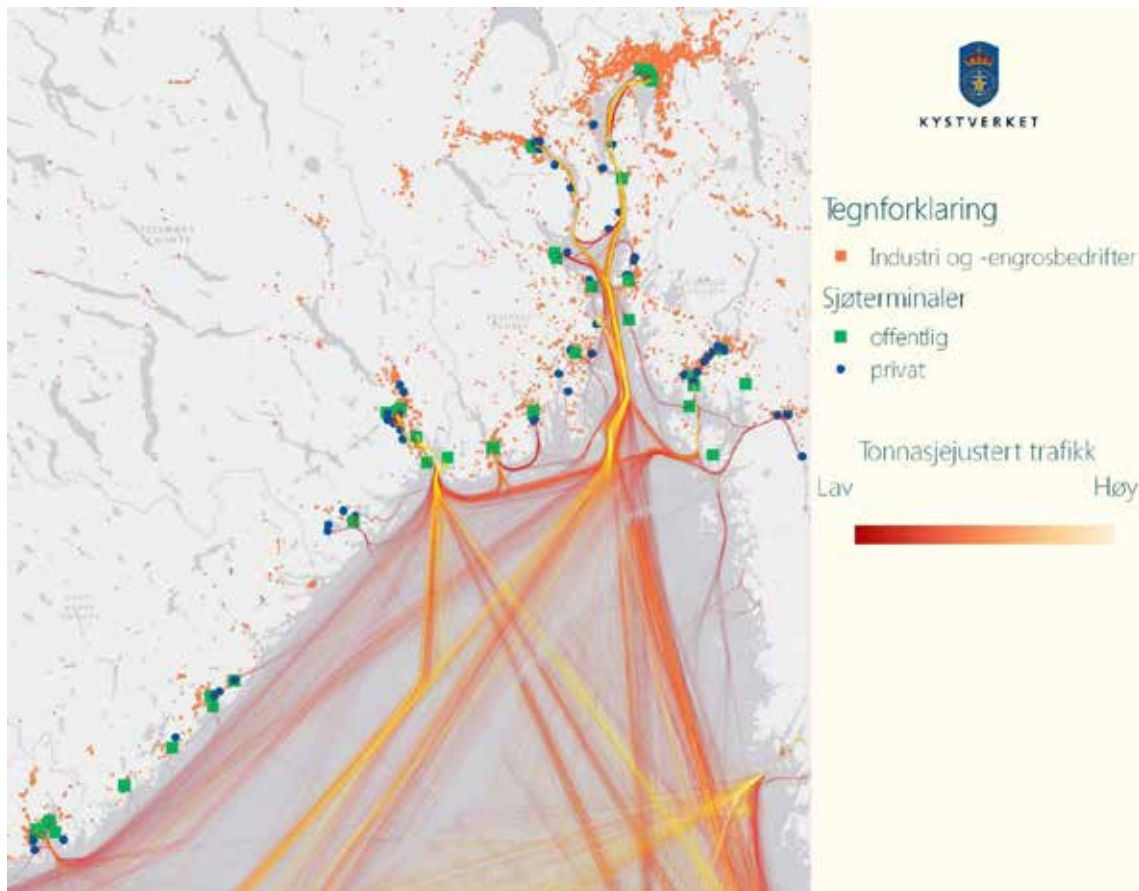 KYSTVERKET
Tegnforklaring
Industri og -engrosbedrifter
Sjøterminaler
offentlig
privat
Tonnasjejustert trafikk
Lav Høy